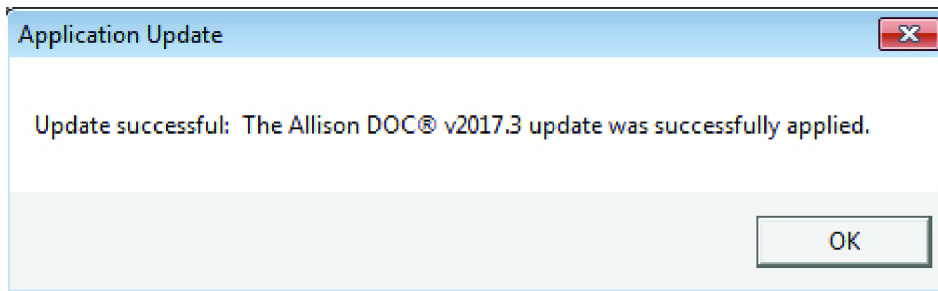 Application Update
Update successful:  The Allison DOC® v2017.3 update was successfully applied.
OK